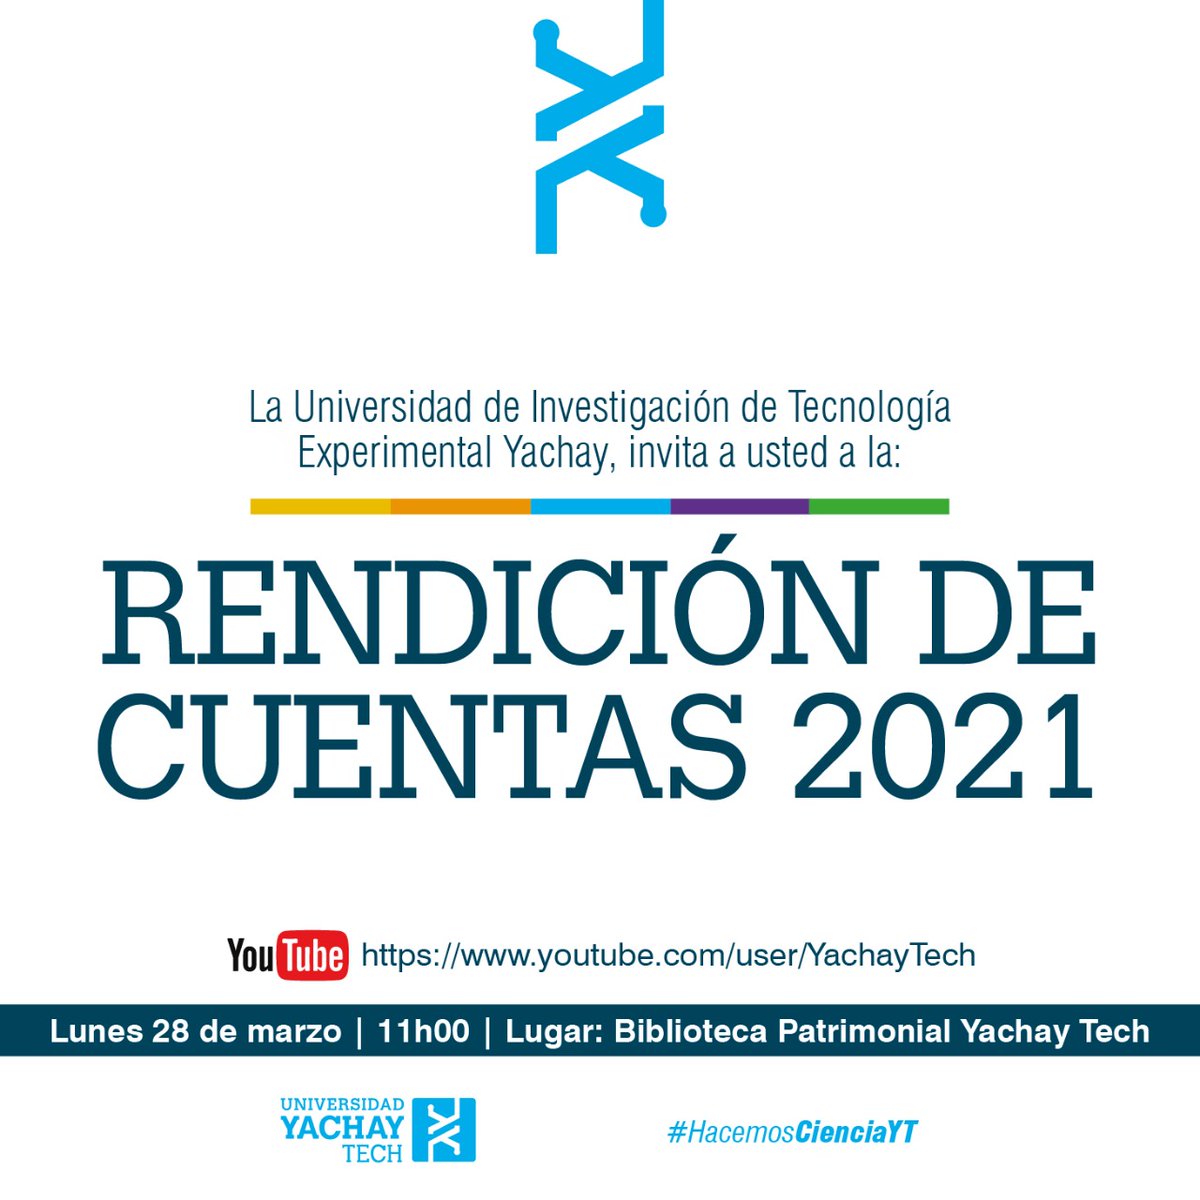 La Universidad de Investigación de Tecnología
Experimental Yachay, invita a usted a la:
RENDICIÓN DE
CUENTAS 2021
YouTube https://www.youtube.com/user/YachayTech
Lunes 28 de marzo | 11h00 | Lugar: Biblioteca Patrimonial Yachay Tech
UNIVERSIDAD
YACHAY
TECH
#HacemosCienciaYT